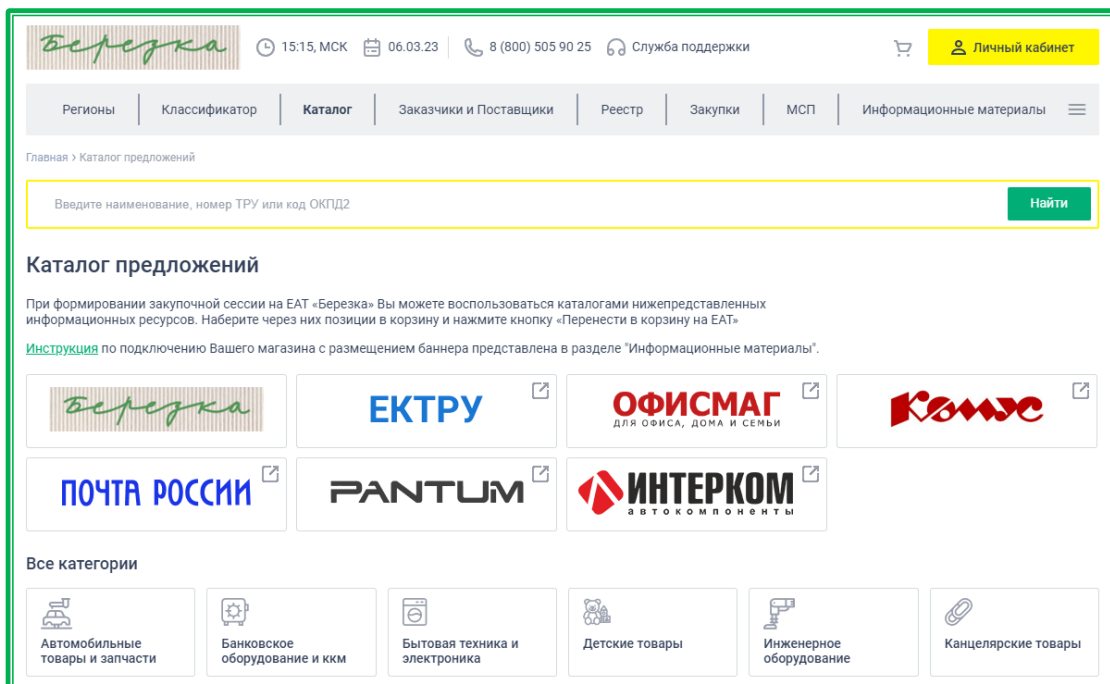 Березка 15:15, МСК 06.03.23 8 (800) 505 90 25 Служба поддержки Личный кабинет
Регионы Классификатор Каталог Заказчики и Поставщики Реестр Закупки МСП Информационные материалы
Главная > Каталог предложений
Введите наименование, номер ТРУ или код ОКПД2 Найти
Каталог предложений
При формировании закупочной сессии на ЕАТ «Березка» Вы можете воспользоваться каталогами нижепредставленных
информационных ресурсов. Наберите через них позиции в корзину и нажмите кнопку «Перенести в корзину на ЕАТ»
Инструкция по подключению Вашего магазина с размещением баннера представлена в разделе "Информационные материалы".
Березка ЕКТРУ ОФИСМАГ Комус
ДЛЯ ОФИСА, ДОМА И СЕМЬИ
ПОЧТА РОССИИ PANTUM ИНТЕРКОМ
автокомпоненты
Все категории
Автомобильные товары и запчасти
Банковское оборудование и ккм
Бытовая техника и электроника
Детские товары
Инженерное оборудование
Канцелярские товары